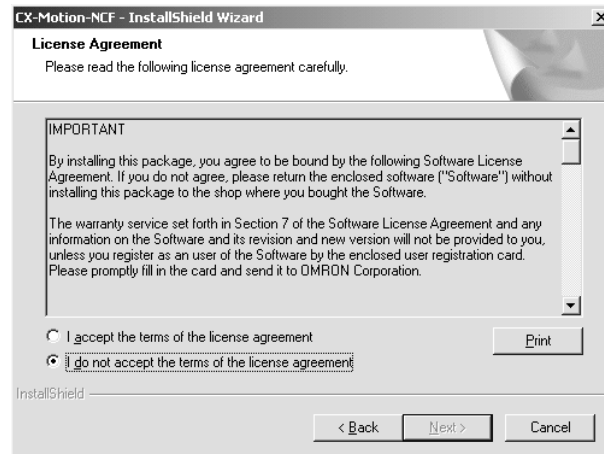 CX-Motion-NCF - InstallShield Wizard
License Agreement
Please read the following license agreement carefully.
IMPORTANT
By installing this package, you agree to be bound by the following Software License
Agreement. If you do not agree, please return the enclosed software ("Software") without
installing this package to the shop where you bought the Software.
The warranty service set forth in Section 7 of the Software License Agreement and any
information on the Software and its revision and new version will not be provided to you,
unless you register as an user of the Software by the enclosed user registration card.
Please promptly fill in the card and send it to OMRON Corporation.
I accept the terms of the license agreement
I do not accept the terms of the license agreement
Print
InstallShield
< Back
Next >
Cancel